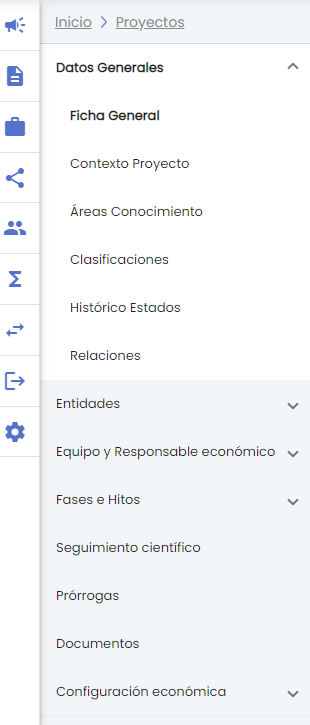 Inicio > Proyectos
Datos Generales
Ficha General
Contexto Proyecto
Áreas Conocimiento
Clasificaciones
Histórico Estados
Relaciones
Entidades
Equipo y Responsable económico
Fases e Hitos
Seguimiento científico
Prórrogas
Documentos
Configuración económica